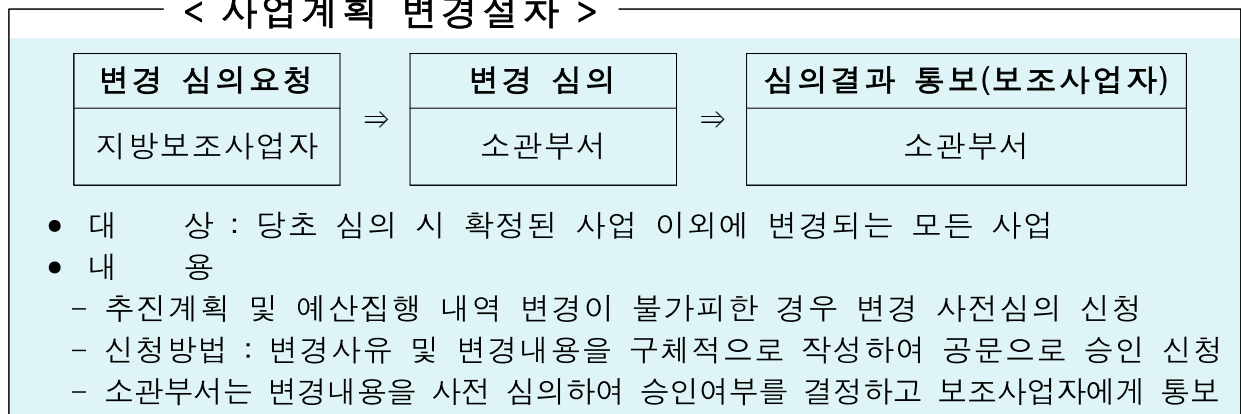 < 사업계획 변경절차 >
변경 심의요청 변경 심의 심의결과 통보(보조사업자)
⇒ ⇒
지방보조사업자 소관부서 소관부서
● 대 상 : 당초 심의 시 확정된 사업 이외에 변경되는 모든 사업
● 내 용
– 추진계획 및 예산집행 내역 변경이 불가피한 경우 변경 사전심의 신청
– 신청방법 : 변경사유 및 변경내용을 구체적으로 작성하여 공문으로 승인 신청
– 소관부서는 변경내용을 사전 심의하여 승인여부를 결정하고 보조사업자에게 통보